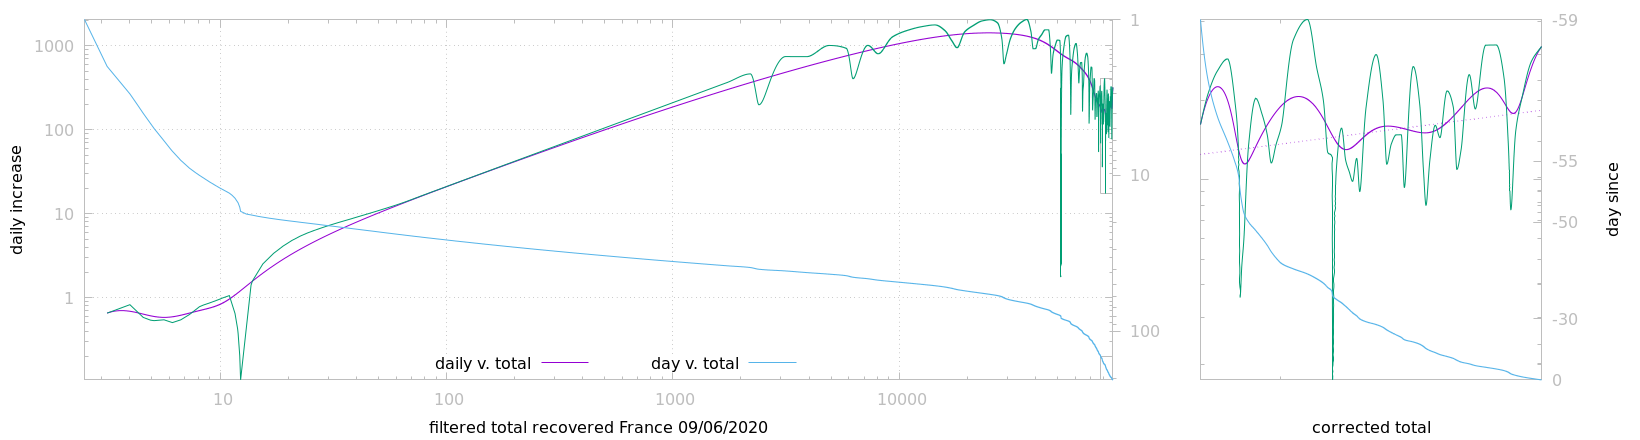 1000
100
10
1
daily increase
10
100
1000
10000
1
10
100
daily v. total
day v. total
filtered total recovered France 09/06/2020
-59
-55
-50
-30
0
day since
corrected total